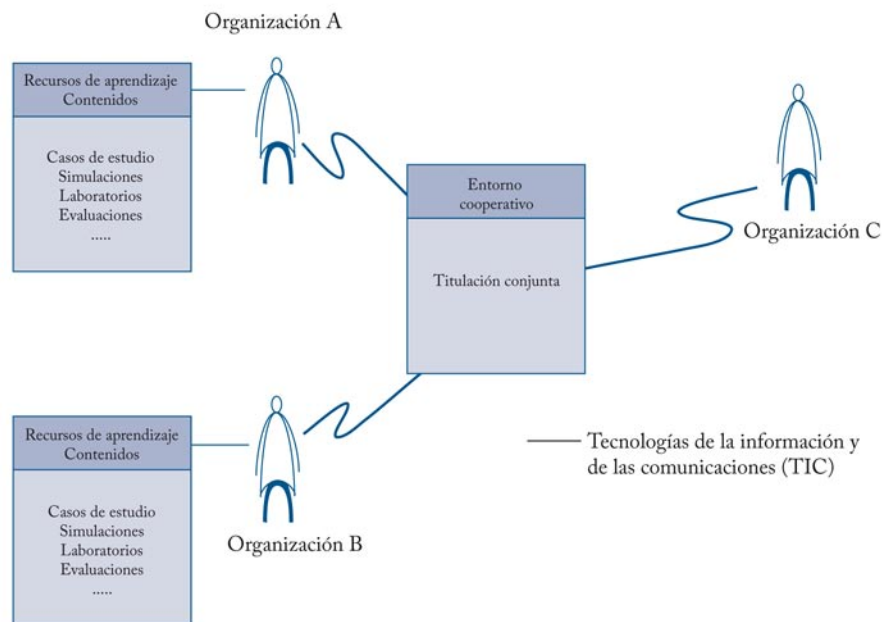 Organización A
Recursos de aprendizaje
Contenidos
Casos de estudio
Simulaciones
Laboratorios
Evaluaciones
.....
Entorno
cooperativo
Titulación conjunta
Organización C
Recursos de aprendizaje
Contenidos
Casos de estudio
Simulaciones
Laboratorios
Evaluaciones
.....
Organización B
Tecnologías de la información y
de las comunicaciones (TIC)